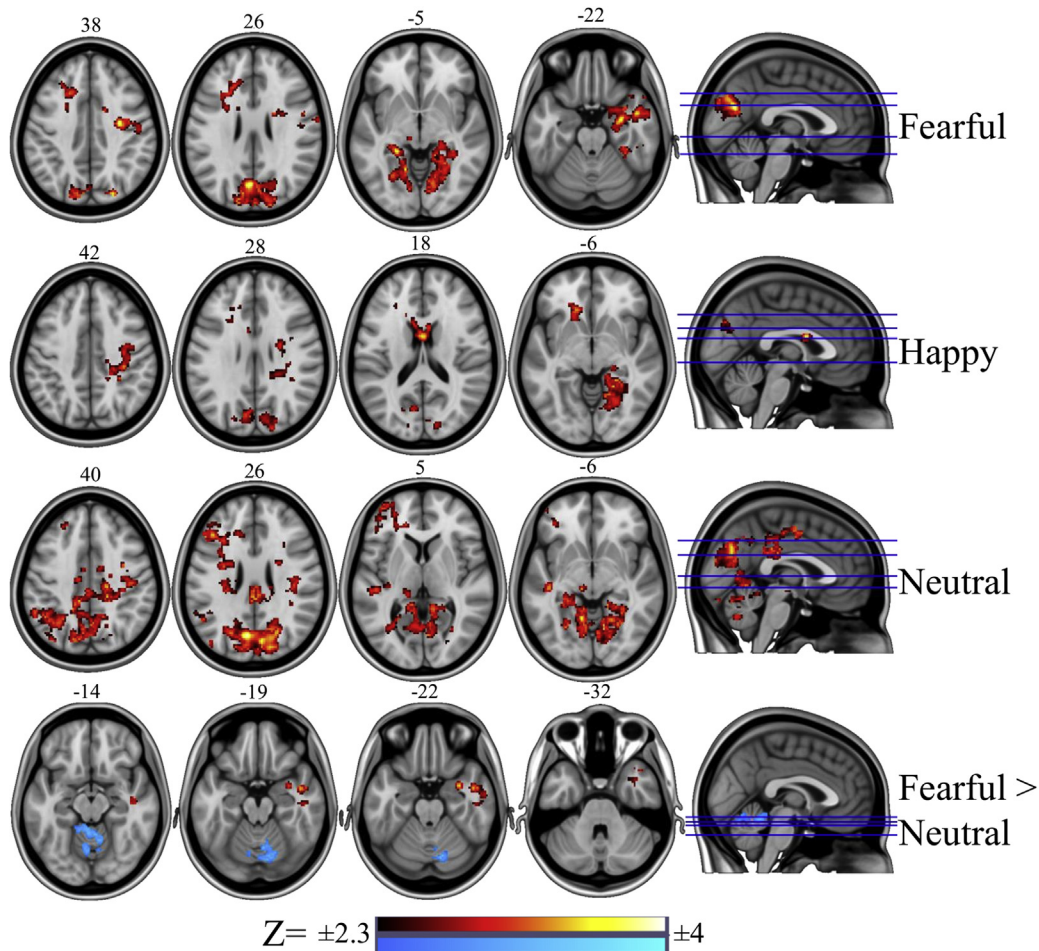 38 26 -5 -22
Fearful
42 28 18 -6
Happy
40 26 5 -6
Neutral
-14 -19 -22 -32
Fearful >
Neutral
Z= ±2.3 ±4